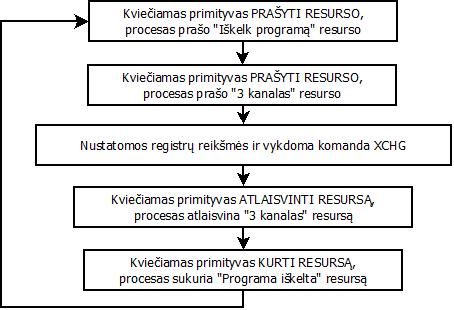 Kviečiamas primityvas PRAŠYTI RESURSO,
procesas prašo "Iškelk programą" resurso
Kviečiamas primityvas PRAŠYTI RESURSO,
procesas prašo "3 kanalas" resurso
Nustatomos registrų reikšmės ir vykdoma komanda XCHG
Kviečiamas primityvas ATLAISVINTI RESURSĄ,
procesas atlaisvina "3 kanalas" resursą
Kviečiamas primityvas KURTI RESURSĄ,
procesas sukuria "Programa iškelta" resursą